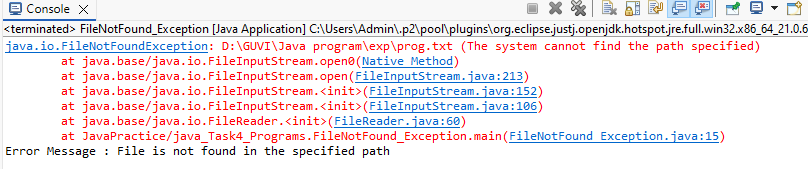 Console
<terminated> FileNotFound_Exception [Java Application] C:\Users\Admin\.p2\pool\plugins\org.eclipse.justj.openjdk.hotspot.jre.full.win32.x86_64_21.0.6
java.io.FileNotFoundException: D:\GUVI\Java program\exp\prog.txt (The system cannot find the path specified)
at java.base/java.io.FileInputStream.open0(Native Method)
at java.base/java.io.FileInputStream.open(FileInputStream.java:213)
at java.base/java.io.FileInputStream.<init>(FileInputStream.java:152)
at java.base/java.io.FileInputStream.<init>(FileInputStream.java:106)
at java.base/java.io.FileReader.<init>(FileReader.java:60)
at JavaPractice/java_Task4_Programs.FileNotFound_Exception.main(FileNotFound_Exception.java:15)
Error Message : File is not found in the specified path